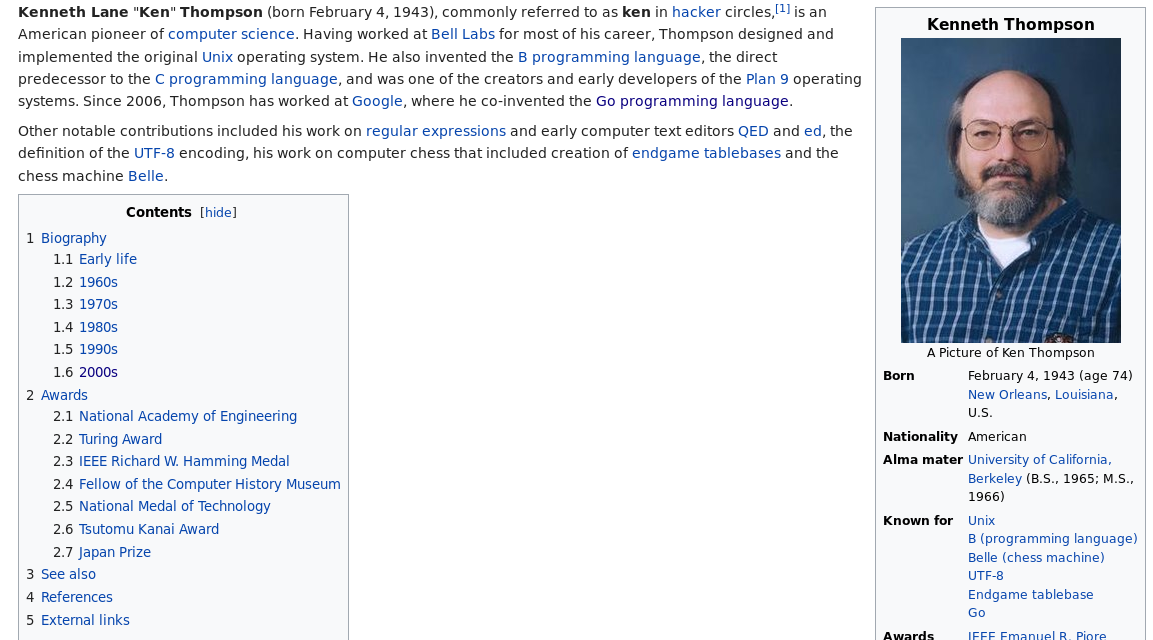 Kenneth Lane "Ken" Thompson (born February 4, 1943), commonly referred to as ken in hacker circles,[1] is an
American pioneer of computer science. Having worked at Bell Labs for most of his career, Thompson designed and
implemented the original Unix operating system. He also invented the B programming language, the direct
predecessor to the C programming language, and was one of the creators and early developers of the Plan 9 operating
systems. Since 2006, Thompson has worked at Google, where he co-invented the Go programming language.
Other notable contributions included his work on regular expressions and early computer text editors QED and ed, the
definition of the UTF-8 encoding, his work on computer chess that included creation of endgame tablebases and the
chess machine Belle.
Contents [hide]
1 Biography
1.1 Early life
1.2 1960s
1.3 1970s
1.4 1980s
1.5 1990s
1.6 2000s
2 Awards
2.1 National Academy of Engineering
2.2 Turing Award
2.3 IEEE Richard W. Hamming Medal
2.4 Fellow of the Computer History Museum
2.5 National Medal of Technology
2.6 Tsutomu Kanai Award
2.7 Japan Prize
3 See also
4 References
5 External links
Kenneth Thompson
A Picture of Ken Thompson
Born February 4, 1943 (age 74)
New Orleans, Louisiana,
U.S.
Nationality American
Alma mater University of California,
Berkeley (B.S., 1965; M.S.,
1966)
Known for Unix
B (programming language)
Belle (chess machine)
UTF-8
Endgame tablebase
Go
Awards IEEE Emanuel R. Piore